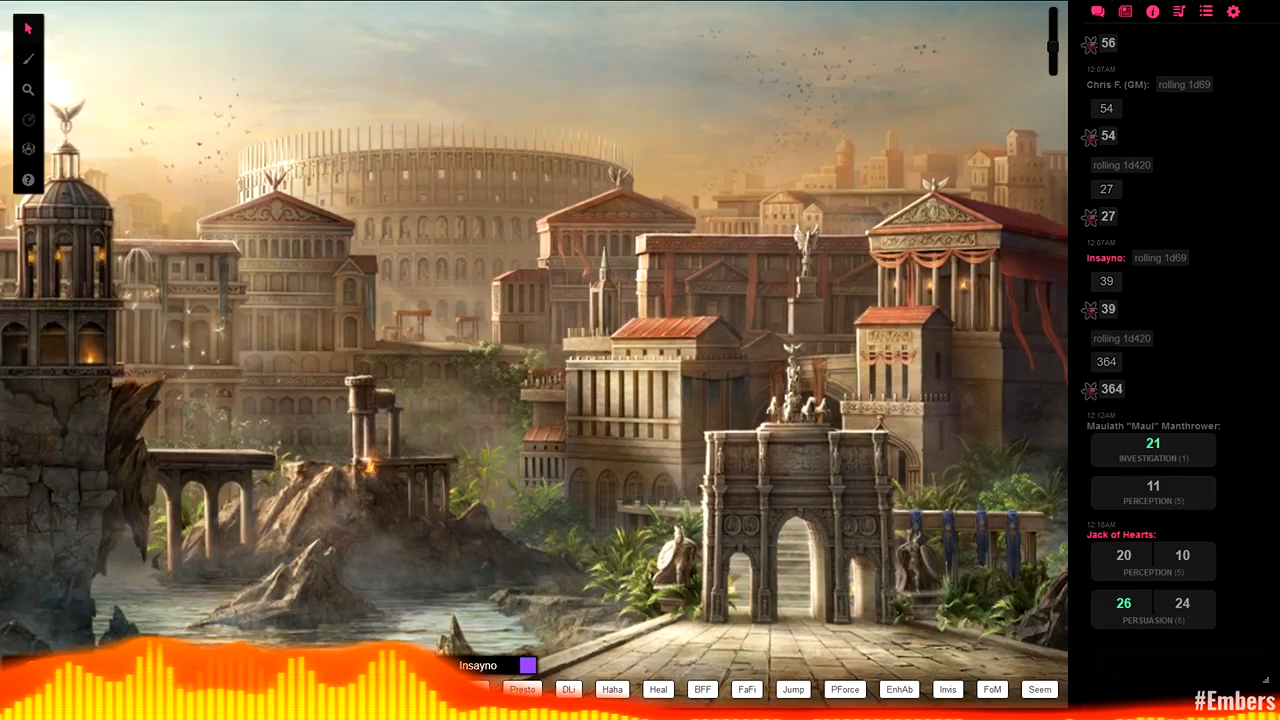 56
12:07AM
Chris F. (GM): rolling 1d69
54
54
rolling 1d420
27
27
12:07AM
Insayno: rolling 1d69
39
39
rolling 1d420
364
364
12:12AM
Maulath "Maul" Manthrower:
21
INVESTIGATION (1)
11
PERCEPTION (5)
12:18AM
Jack of Hearts:
20 10
PERCEPTION (5)
26 24
PERSUASION (6)
Insayno
Presto DLi Haha Heal BFF FaFi Jump PForce EnhAb Invis FoM Seem
#Embers